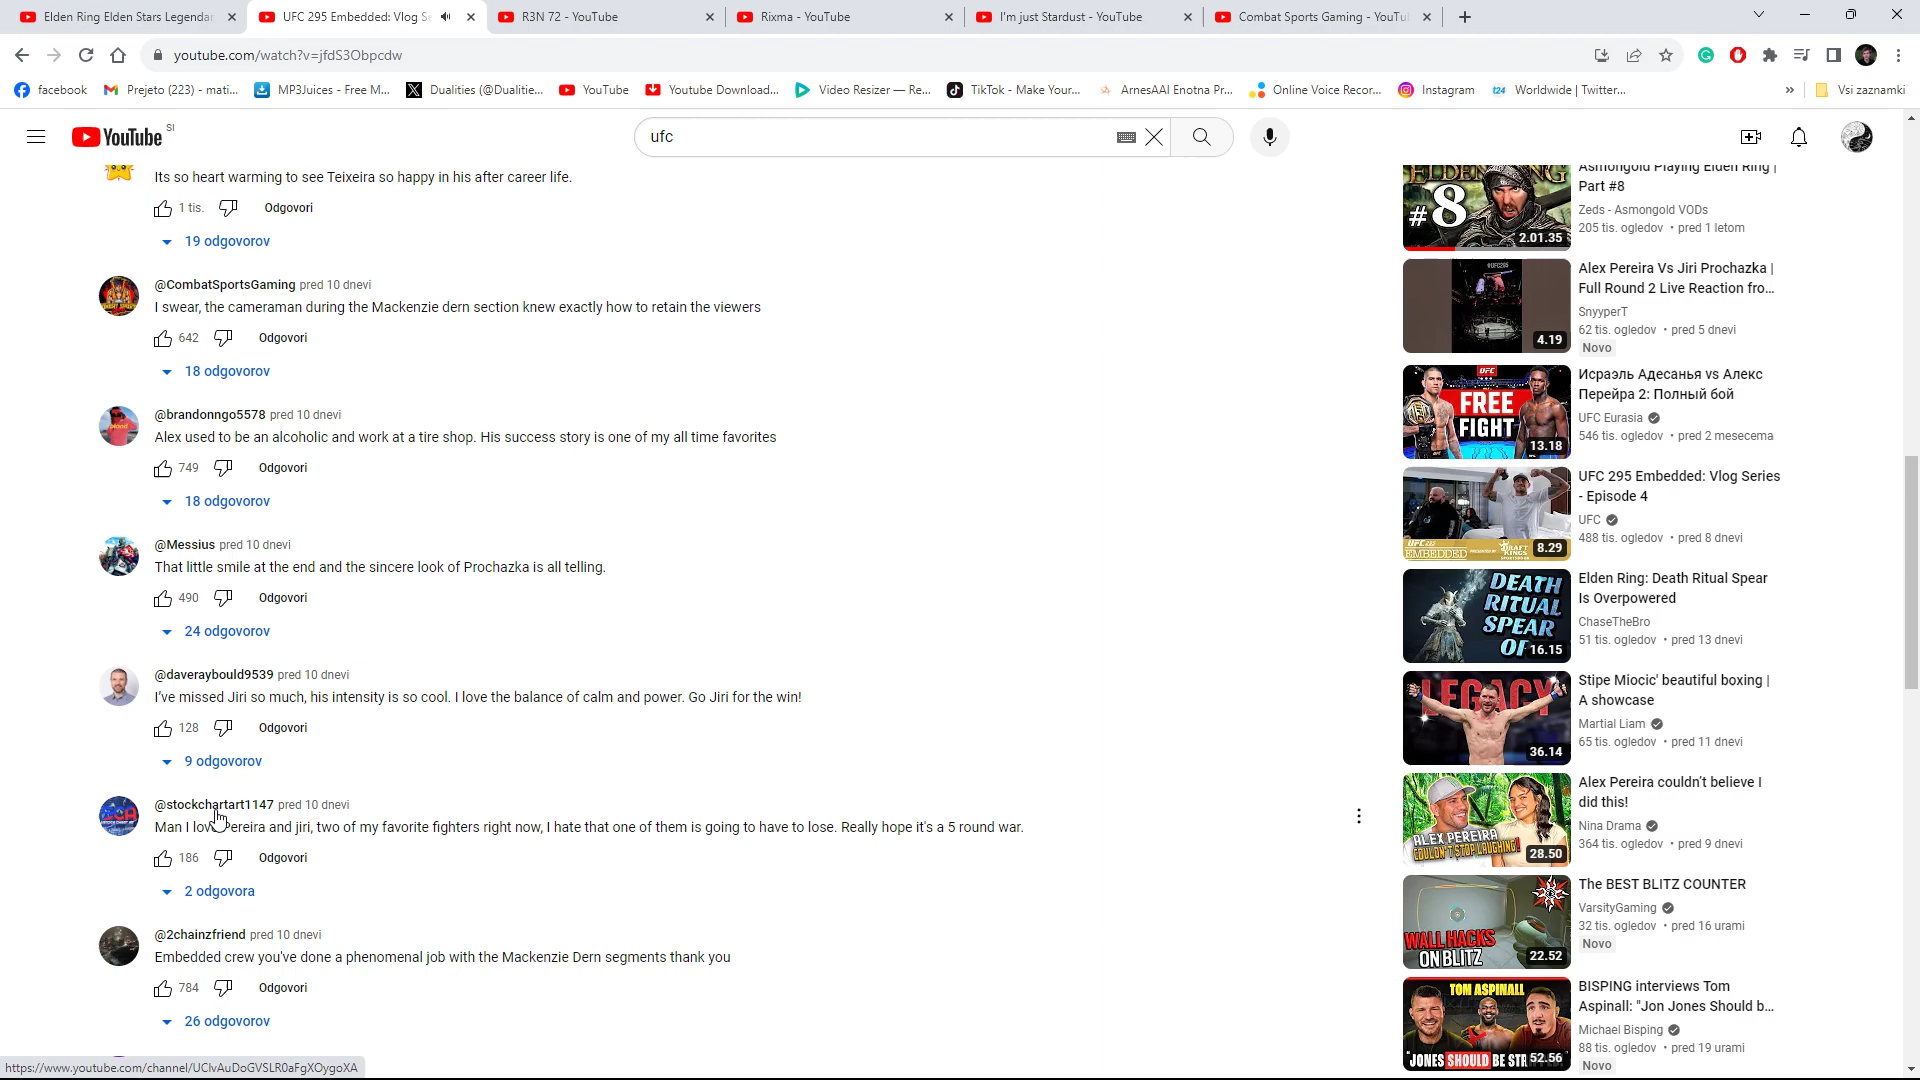 Elden Ring Elden Stars Legendar
UFC 295 Embedded: Vlog Se
R3N 72 - YouTube
Rixma - YouTube
I'm just Stardust - YouTube
Combat Sports Gaming - YouTu
youtube.com/watch?v=jfdS3Obpcdw
facebook
Prejeto (223) - mati...
MP3Juices - Free M...
Dualities (@Dualitie...
YouTube
Youtube Download...
Video Resizer — Re...
TikTok - Make Your...
ArnesAAI Enotna Pr...
Online Voice Recor...
Instagram
t24 Worldwide | Twitter...
»
Vsi zaznamki
YouTube SI
ufc
Its so heart warming to see Teixeira so happy in his after career life.
1 tis. Odgovori
19 odgovorov
@CombatSportsGaming pred 10 dnevi
I swear, the cameraman during the Mackenzie dern section knew exactly how to retain the viewers
642 Odgovori
18 odgovorov
@brandonngo5578 pred 10 dnevi
Alex used to be an alcoholic and work at a tire shop. His success story is one of my all time favorites
749 Odgovori
18 odgovorov
@Messius pred 10 dnevi
That little smile at the end and the sincere look of Prochazka is all telling.
490 Odgovori
24 odgovorov
@daveraybould9539 pred 10 dnevi
I've missed Jiri so much, his intensity is so cool. I love the balance of calm and power. Go Jiri for the win!
128 Odgovori
9 odgovorov
@stockchartart1147 pred 10 dnevi
Man I love Pereira and jiri, two of my favorite fighters right now, I hate that one of them is going to have to lose. Really hope it's a 5 round war.
186 Odgovori
2 odgovora
@2chainzfriend pred 10 dnevi
Embedded crew you've done a phenomenal job with the Mackenzie Dern segments thank you
784 Odgovori
26 odgovorov
https://www.youtube.com/channel/UClvAuDoGVSLR0aFgXOygoXA
ELDEN RING
#8
2.01.35
Asmongold Playing Elden Ring |
Part #8
Zeds - Asmongold VODs
205 tis. ogledov • pred 1 letom
#UFC295
4.19
Alex Pereira Vs Jiri Prochazka |
Full Round 2 Live Reaction fro...
SnyyperT
62 tis. ogledov • pred 5 dnevi
Novo
UFC
FREE
FIGHT
13.18
Исраэль Адесанья vs Алекс
Перейра 2: Полный бой
UFC Eurasia
546 tis. ogledov • pred 2 mesecema
EMBEDDED
DRAFT
KINGS
8.29
UFC 295 Embedded: Vlog Series
- Episode 4
UFC
488 tis. ogledov • pred 8 dnevi
DEATH
RITUAL
SPEAR
OP
16.15
Elden Ring: Death Ritual Spear
Is Overpowered
ChaseTheBro
51 tis. ogledov • pred 13 dnevi
LEGACY
36.14
Stipe Miocic' beautiful boxing |
A showcase
Martial Liam
65 tis. ogledov • pred 11 dnevi
ALEX PEREIRA
COULDN'T STOP LAUGHING!
28.50
Alex Pereira couldn't believe I
did this!
Nina Drama
364 tis. ogledov • pred 9 dnevi
WALL HACKS
ON BLITZ
22.52
The BEST BLITZ COUNTER
VarsityGaming
32 tis. ogledov • pred 16 urami
Novo
TOM ASPINALL
"JONES SHOULD BE STR
52.56
BISPING interviews Tom
Aspinall: "Jon Jones Should b...
Michael Bisping
88 tis. ogledov • pred 19 urami
Novo